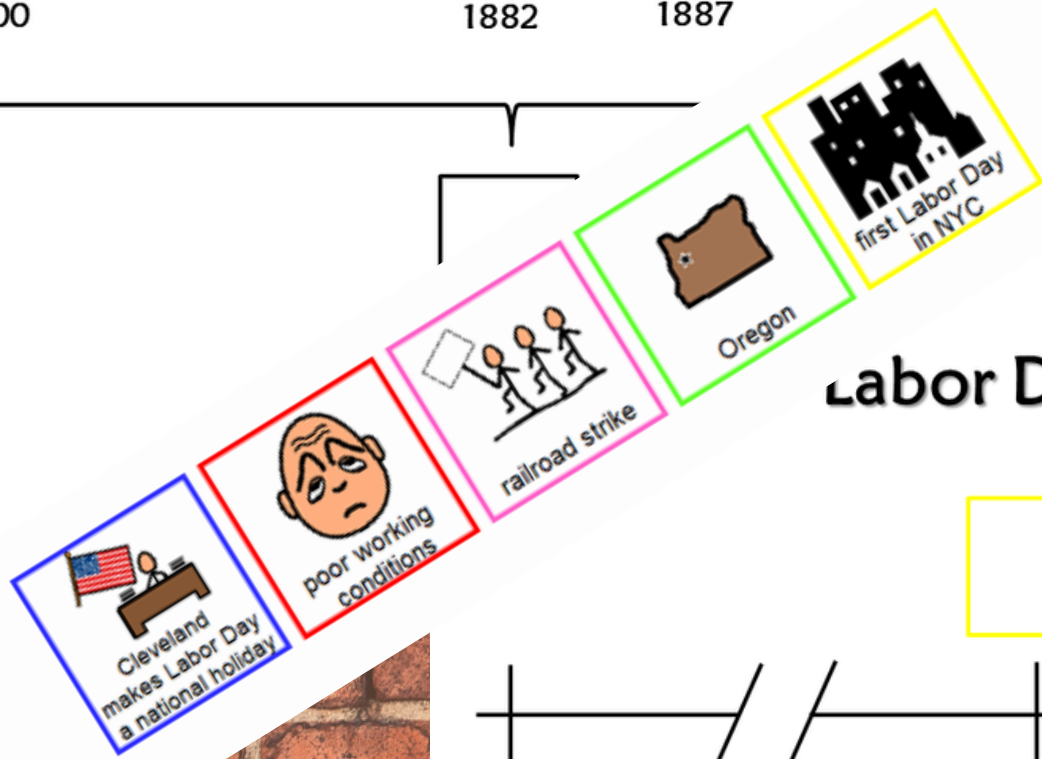 00
1882
1887
first Labor Day
in NYC
Oregon
railroad strike
poor working
conditions
Cleveland
makes Labor Day
a national holiday
Labor D